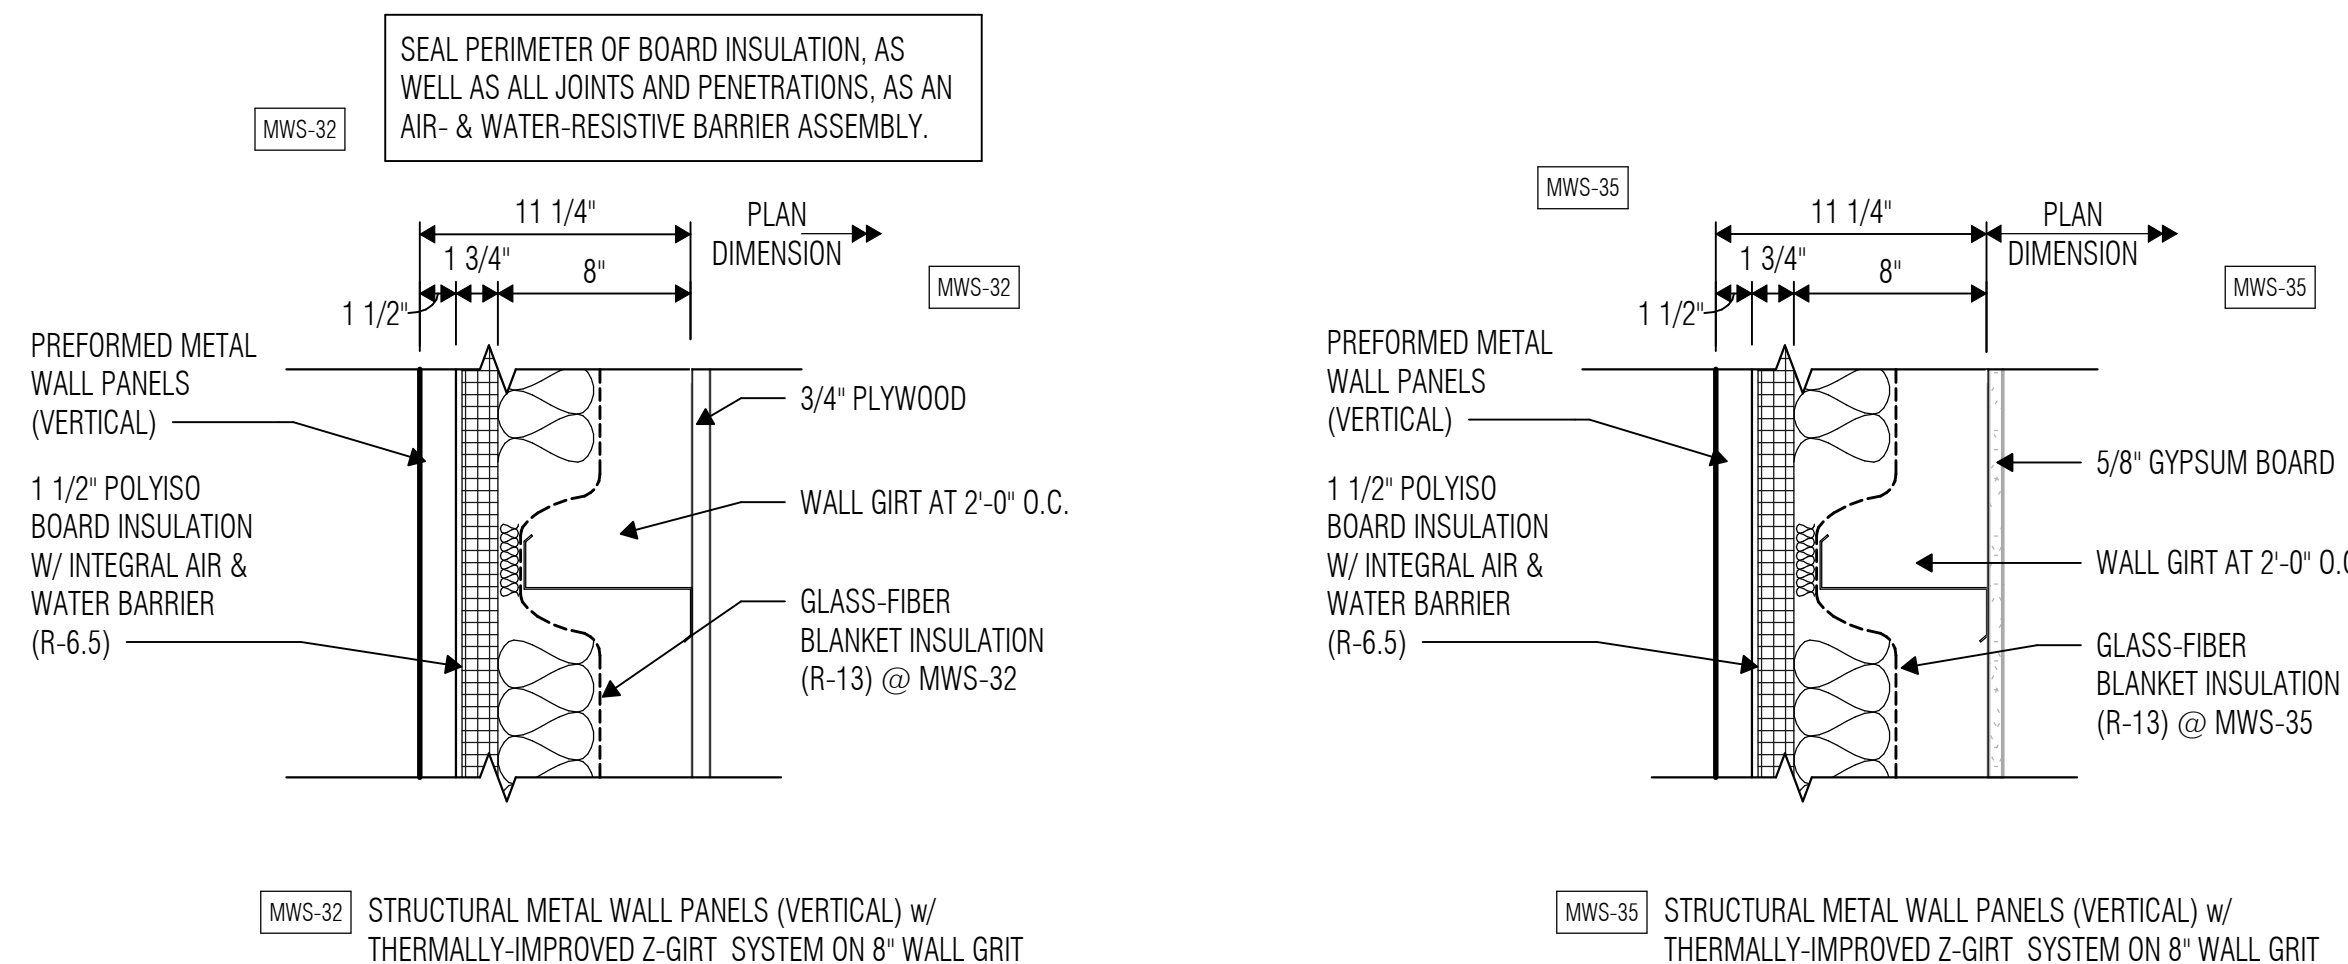 SEAL PERIMETER OF BOARD INSULATION, AS
WELL AS ALL JOINTS AND PENETRATIONS, AS AN
AIR- & WATER-RESISTIVE BARRIER ASSEMBLY.
MWS-32
11 1/4"
PLAN
DIMENSION
1 3/4"
8"
1 1/2"
MWS-32
PREFORMED METAL
WALL PANELS
(VERTICAL)
1 1/2" POLYISO
BOARD INSULATION
W/ INTEGRAL AIR &
WATER BARRIER
(R-6.5)
3/4" PLYWOOD
WALL GIRT AT 2'-0" O.C.
GLASS-FIBER
BLANKET INSULATION
(R-13) @ MWS-32
MWS-32
STRUCTURAL METAL WALL PANELS (VERTICAL) w/
THERMALLY-IMPROVED Z-GIRT SYSTEM ON 8" WALL GRIT
MWS-35
11 1/4"
PLAN
DIMENSION
1 3/4"
8"
1 1/2"
MWS-35
PREFORMED METAL
WALL PANELS
(VERTICAL)
1 1/2" POLYISO
BOARD INSULATION
W/ INTEGRAL AIR &
WATER BARRIER
(R-6.5)
5/8" GYPSUM BOARD
WALL GIRT AT 2'-0"
GLASS-FIBER
BLANKET INSULATION
(R-13) @ MWS-35
MWS-35
STRUCTURAL METAL WALL PANELS (VERTICAL) w/
THERMALLY-IMPROVED Z-GIRT SYSTEM ON 8" WALL GRIT